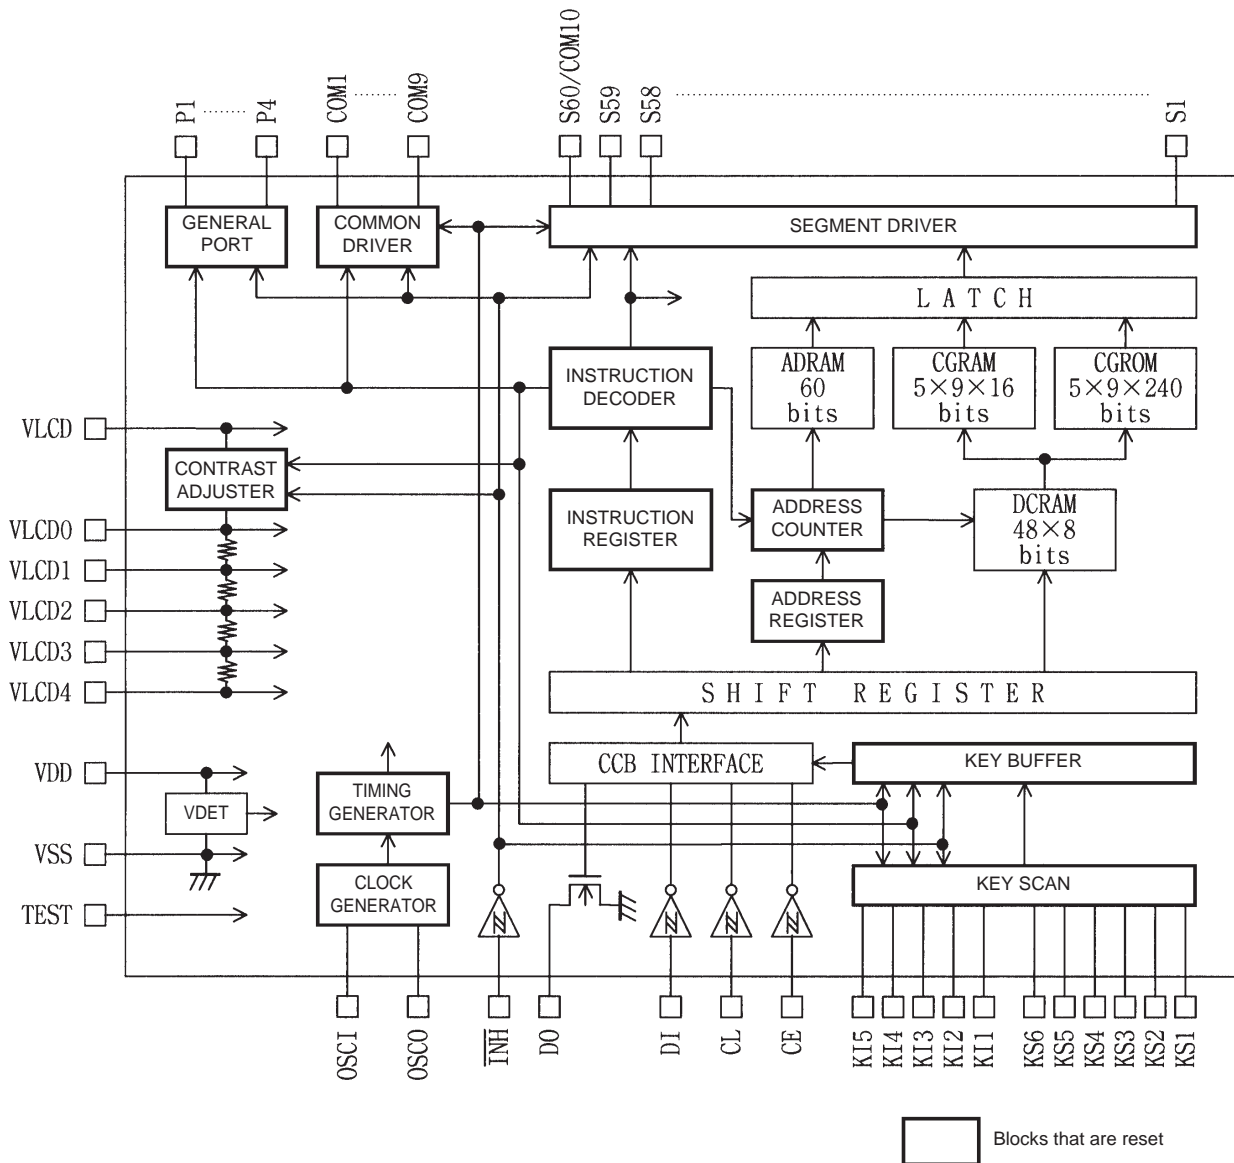 P1
P4
COM1
COM9
S60/COM10
S59
S58
S1
GENERAL
PORT
COMMON
DRIVER
SEGMENT DRIVER
LATCH
INSTRUCTION
DECODER
ADRAM
60
bits
CGRAM
5×9×16
bits
CGROM
5×9×240
bits
VLCD
CONTRAST
ADJUSTER
VLCD0
VLCD1
VLCD2
VLCD3
VLCD4
INSTRUCTION
REGISTER
ADDRESS
COUNTER
DCRAM
48×8
bits
ADDRESS
REGISTER
SHIFT REGISTER
VDD
VDET
VSS
TEST
TIMING
GENERATOR
CLOCK
GENERATOR
CCB INTERFACE
KEY BUFFER
KEY SCAN
OSCI
OSCO
INH
DO
DI
CL
CE
KI5
KI4
KI3
KI2
KI1
KS6
KS5
KS4
KS3
KS2
KS1
Blocks that are reset